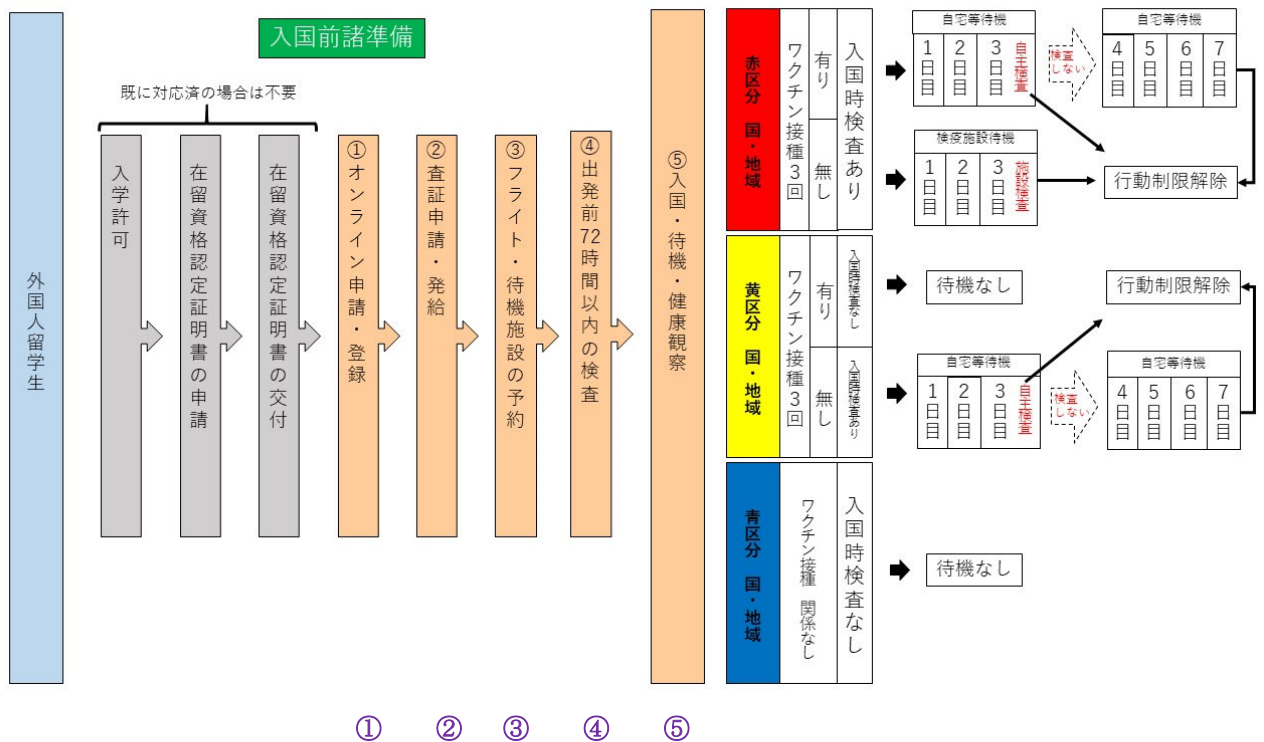 入国前諸準備
既に対応済の場合は不要
外国人留学生
入学許可
在留資格認定証明書の申請
在留資格認定証明書の交付
①オンライン申請・登録
②査証申請・発給
③フライト・待機施設の予約
④出発前72時間以内の検査
⑤入国・待機・健康観察
赤区分　国・地域
ワクチン接種3回
有り
無し
入国時検査あり
自宅等待機
1日目
2日目
3日目
自主検査
検査
しない
自宅等待機
4日目
5日目
6日目
7日目
検疫施設待機
1日目
2日目
3日目
施設検査
行動制限解除
黄区分　国・地域
ワクチン接種3回
有り
無し
入国時検査なし
入国時検査あり
待機なし
行動制限解除
自宅等待機
1日目
2日目
3日目
自主検査
検査
しない
自宅等待機
4日目
5日目
6日目
7日目
青区分　国・地域
ワクチン接種　関係なし
入国時検査なし
待機なし
① ② ③ ④ ⑤